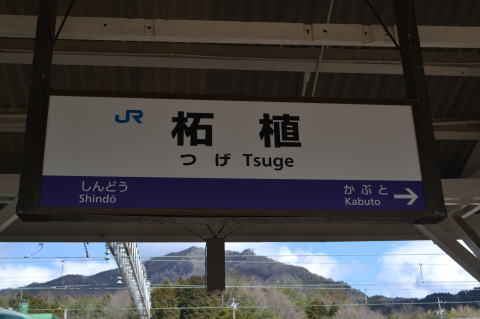 JR 柘植
つげ Tsuge
しんどう かぶと
Shindō Kabuto →